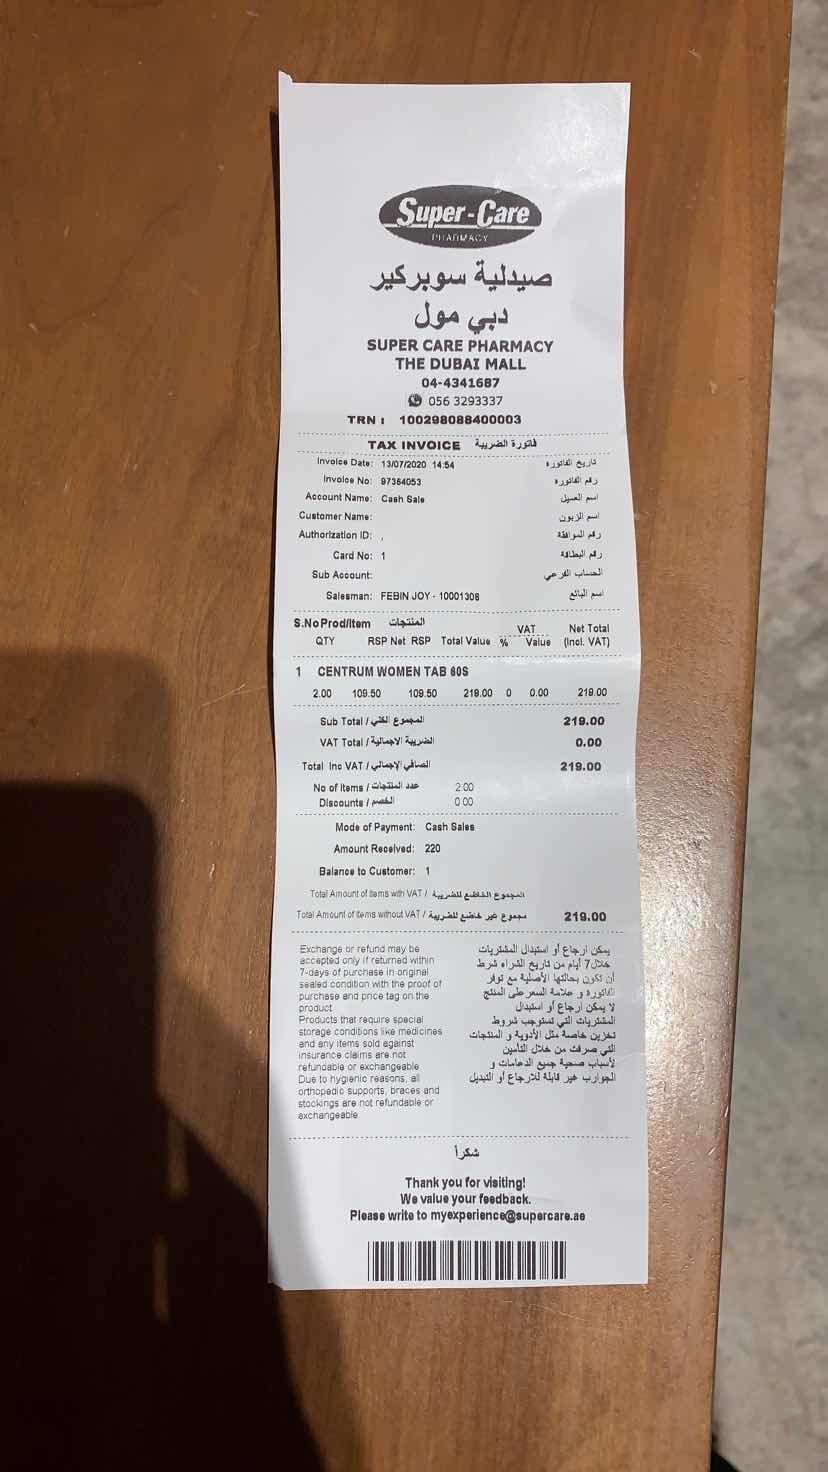 Super-Care
PHARMACY
صيدلية سوبركير
دبي مول
SUPER CARE PHARMACY
THE DUBAI MALL
04-4341687
056 3293337
TRN : 100298088400003
TAX INVOICE فاتورة الضريبة
Invoice Date: 13/07/2020 14:54 تاريخ الفاتورة
Invoice No: 97364053 رقم الفاتورة
Account Name: Cash Sale اسم العميل
Customer Name: اسم الزبون
Authorization ID: , رقم الموافقة
Card No: 1 رقم البطاقة
Sub Account: الحساب الفرعي
Salesman: FEBIN JOY - 10001308 اسم البائع
S.No Prod/Item المنتجات VAT Net Total
QTY RSP Net RSP Total Value % Value (Incl. VAT)
1 CENTRUM WOMEN TAB 60S
2.00 109.50 109.50 219.00 0 0.00 219.00
Sub Total / المجموع الكلي 219.00
VAT Total / الضريبة الاجمالية 0.00
Total Inc VAT / الصافي الإجمالي 219.00
No of Items / عدد المنتجات 2.00
Discounts / الخصم 0.00
Mode of Payment: Cash Sales
Amount Received: 220
Balance to Customer: 1
Total Amount of Items with VAT / المجموع الخاضع للضريبة
Total Amount of Items without VAT / مجموع غير خاضع للضريبة 219.00
Exchange or refund may be
accepted only if returned within
7-days of purchase in original
sealed condition with the proof of
purchase and price tag on the
product
Products that require special
storage conditions like medicines
and any items sold against
insurance claims are not
refundable or exchangeable
Due to hygienic reasons, all
orthopedic supports, braces and
stockings are not refundable or
exchangeable.
يمكن ارجاع أو استبدال المشتريات
خلال 7 أيام من تاريخ الشراء شرط
أن تكون بحالتها الأصلية مع توفر
الفاتورة و علامة السعر على المنتج
لا يمكن ارجاع أو استبدال
المشتريات التي تستوجب شروط
تخزين خاصة مثل الأدوية و المنتجات
التي صرفت من خلال التأمين
لأسباب صحية جميع الدعامات و
الجوارب غير قابلة للارجاع أو التبديل
شكراً
Thank you for visiting!
We value your feedback.
Please write to myexperience@supercare.ae